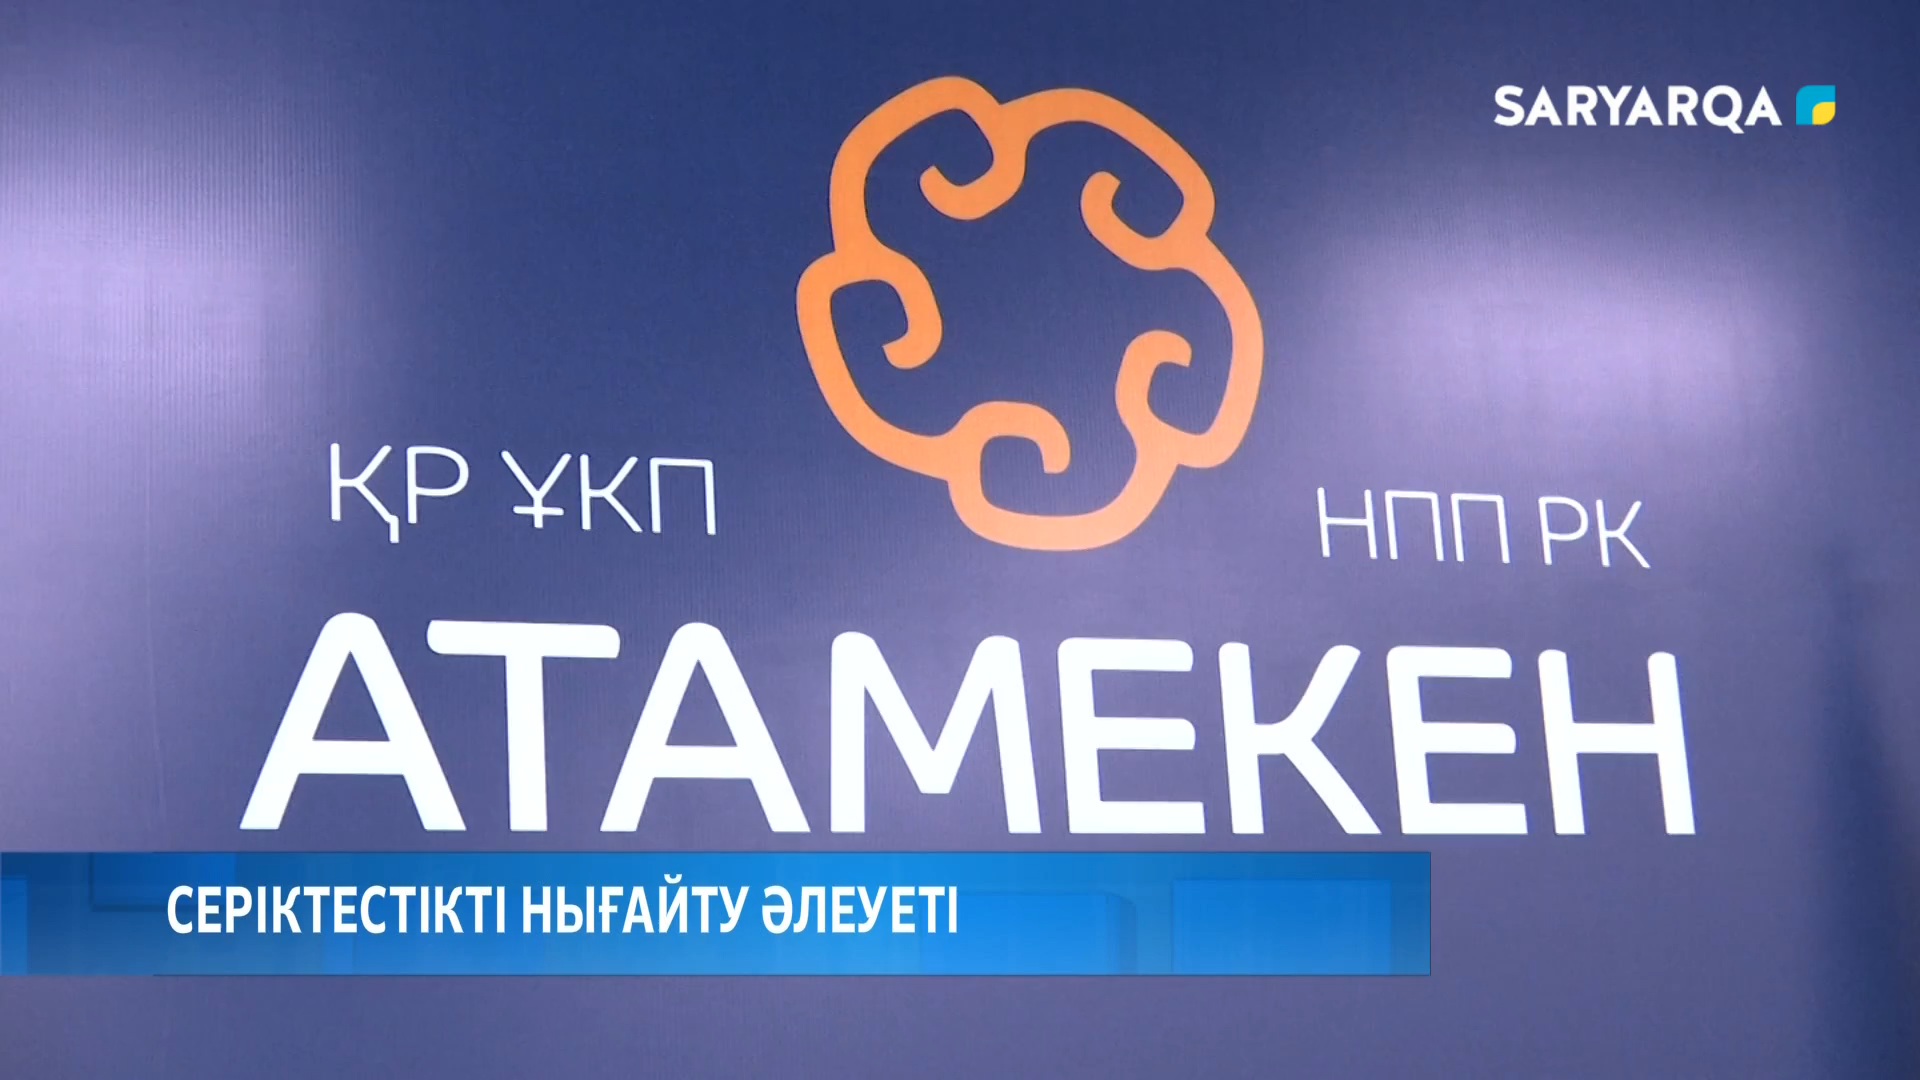 SARYARQA
ҚР ҰКП
НПП РК
АТАМЕКЕН
СЕРІКТЕСТІКТІ НЫҒАЙТУ ӘЛЕУЕТІ